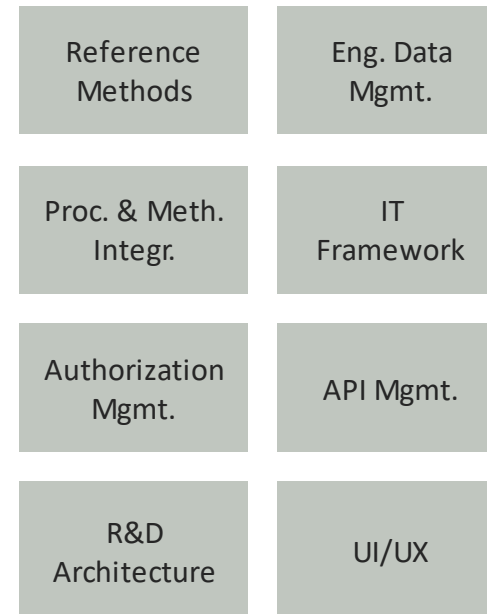 Reference
Methods
Eng. Data
Mgmt.
Proc. & Meth.
Integr.
IT
Framework
Authorization
Mgmt.
API Mgmt.
R&D
Architecture
UI/UX